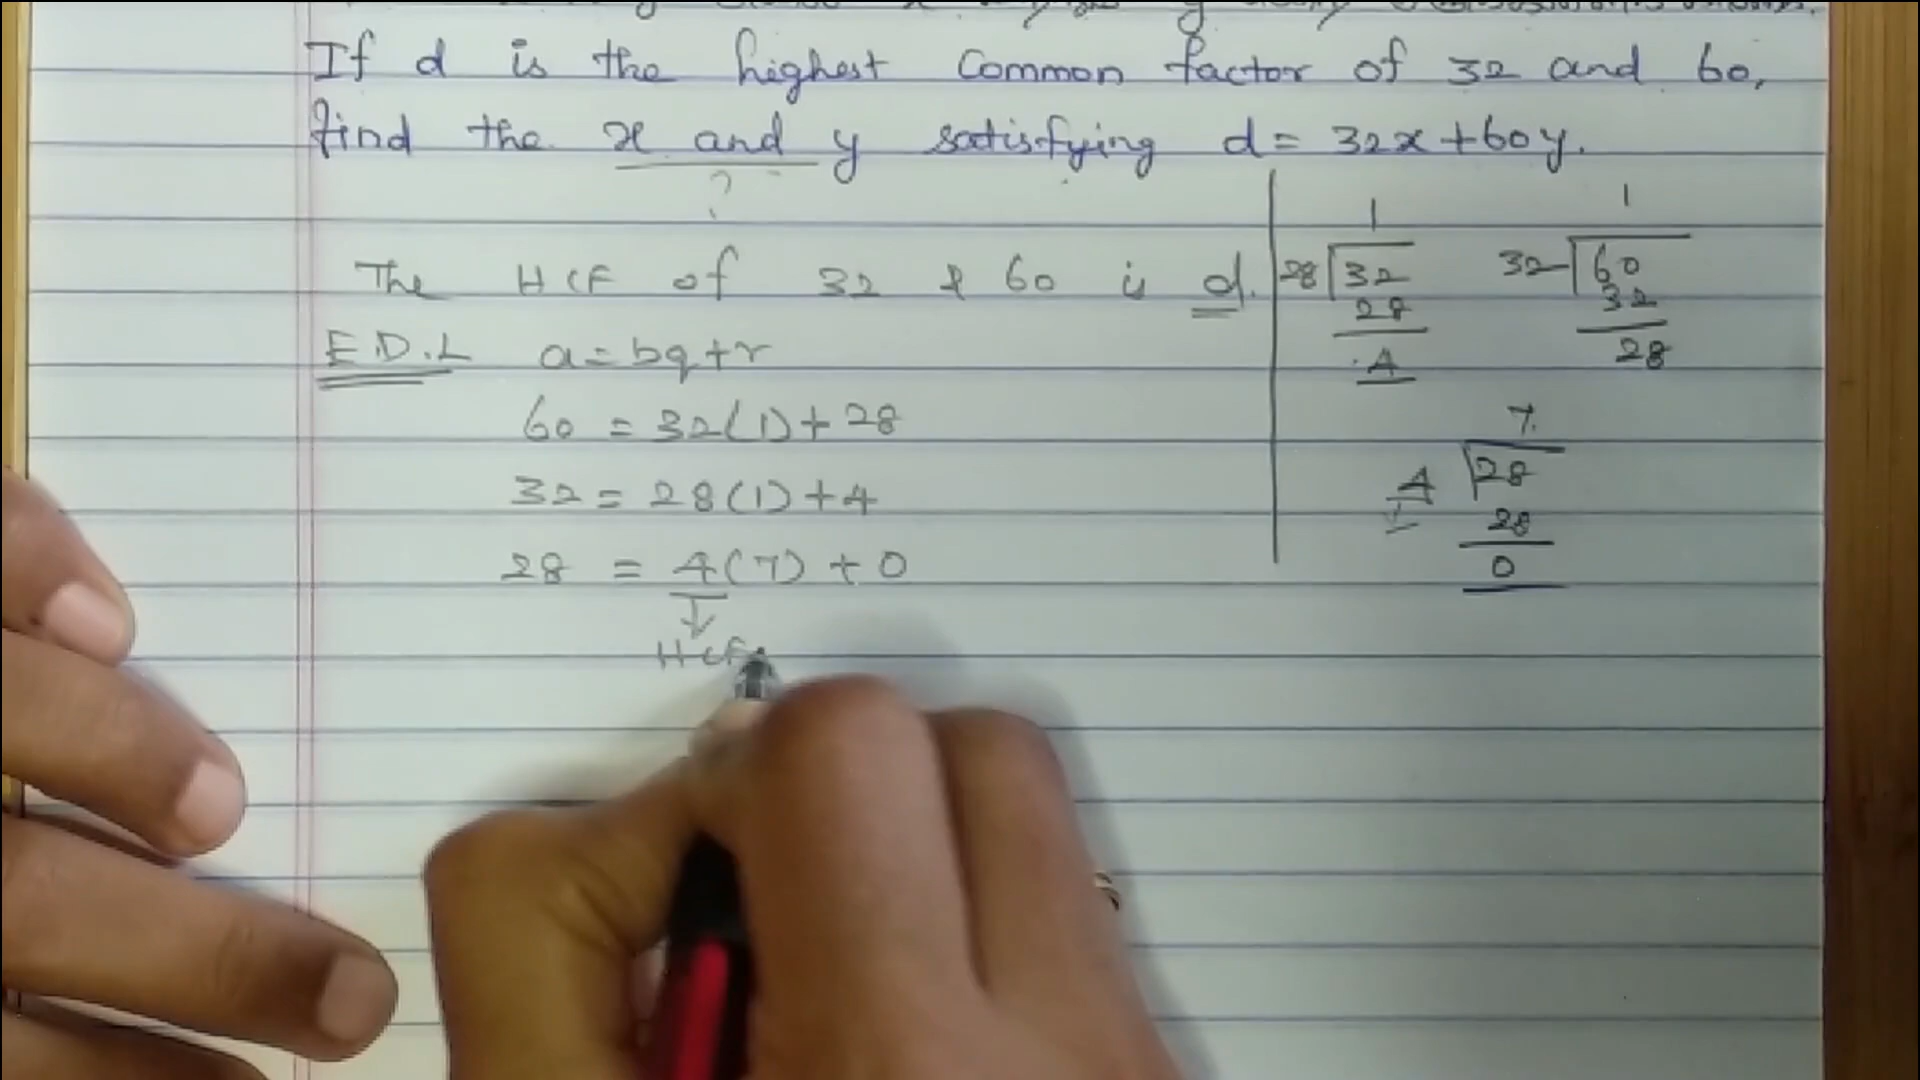 If d is the highest Common factor of 32 and 60,
find the x and y satisfying d = 32x + 60y.
?
The HCF of 32 & 60 is d.
E.D.L a = bq + r
60 = 32(1) + 28
32 = 28(1) + 4
28 = 4(7) + 0
HCF
1
28 32
28
4
1
32 60
32
28
7
4 28
28
0